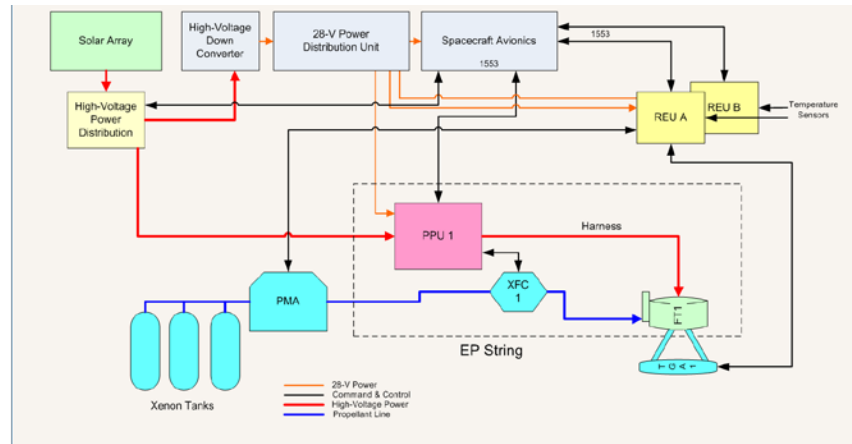 Solar Array
High-Voltage
Down
Converter
28-V Power
Distribution Unit
Spacecraft Avionics
1553
1553
High-Voltage
Power
Distribution
REU A
REU B
Temperature
Sensors
PPU 1
Harness
PMA
XFC
1
FT1
EP String
TGA1
Xenon Tanks
28-V Power
Command & Control
High-Voltage Power
Propellant Line